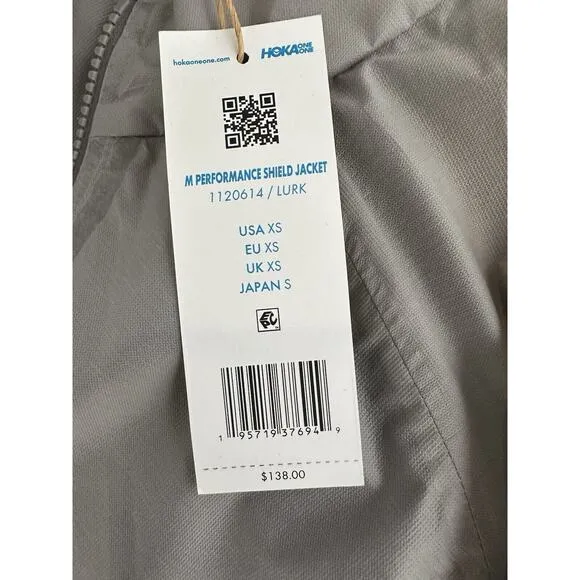 hokaoneone.com
HOKA ONE ONE
M PERFORMANCE SHIELD JACKET
1120614 / LURK
USA XS
EU XS
UK XS
JAPAN S
1 95719 37694 9
$138.00